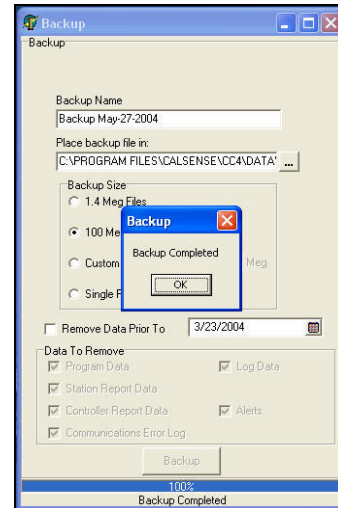 Backup
Backup
Backup Name
Backup May-27-2004
Place backup file in:
C:\PROGRAM FILES\CALSENSE\CC4\DATA' ...
Backup Size
1.4 Meg Files
100 Me
Custom Meg
Single F
Backup
Backup Completed
OK
Remove Data Prior To 3/23/2004
Data To Remove
Program Data Log Data
Station Report Data
Controller Report Data Alerts
Communications Error Log
Backup
100%
Backup Completed